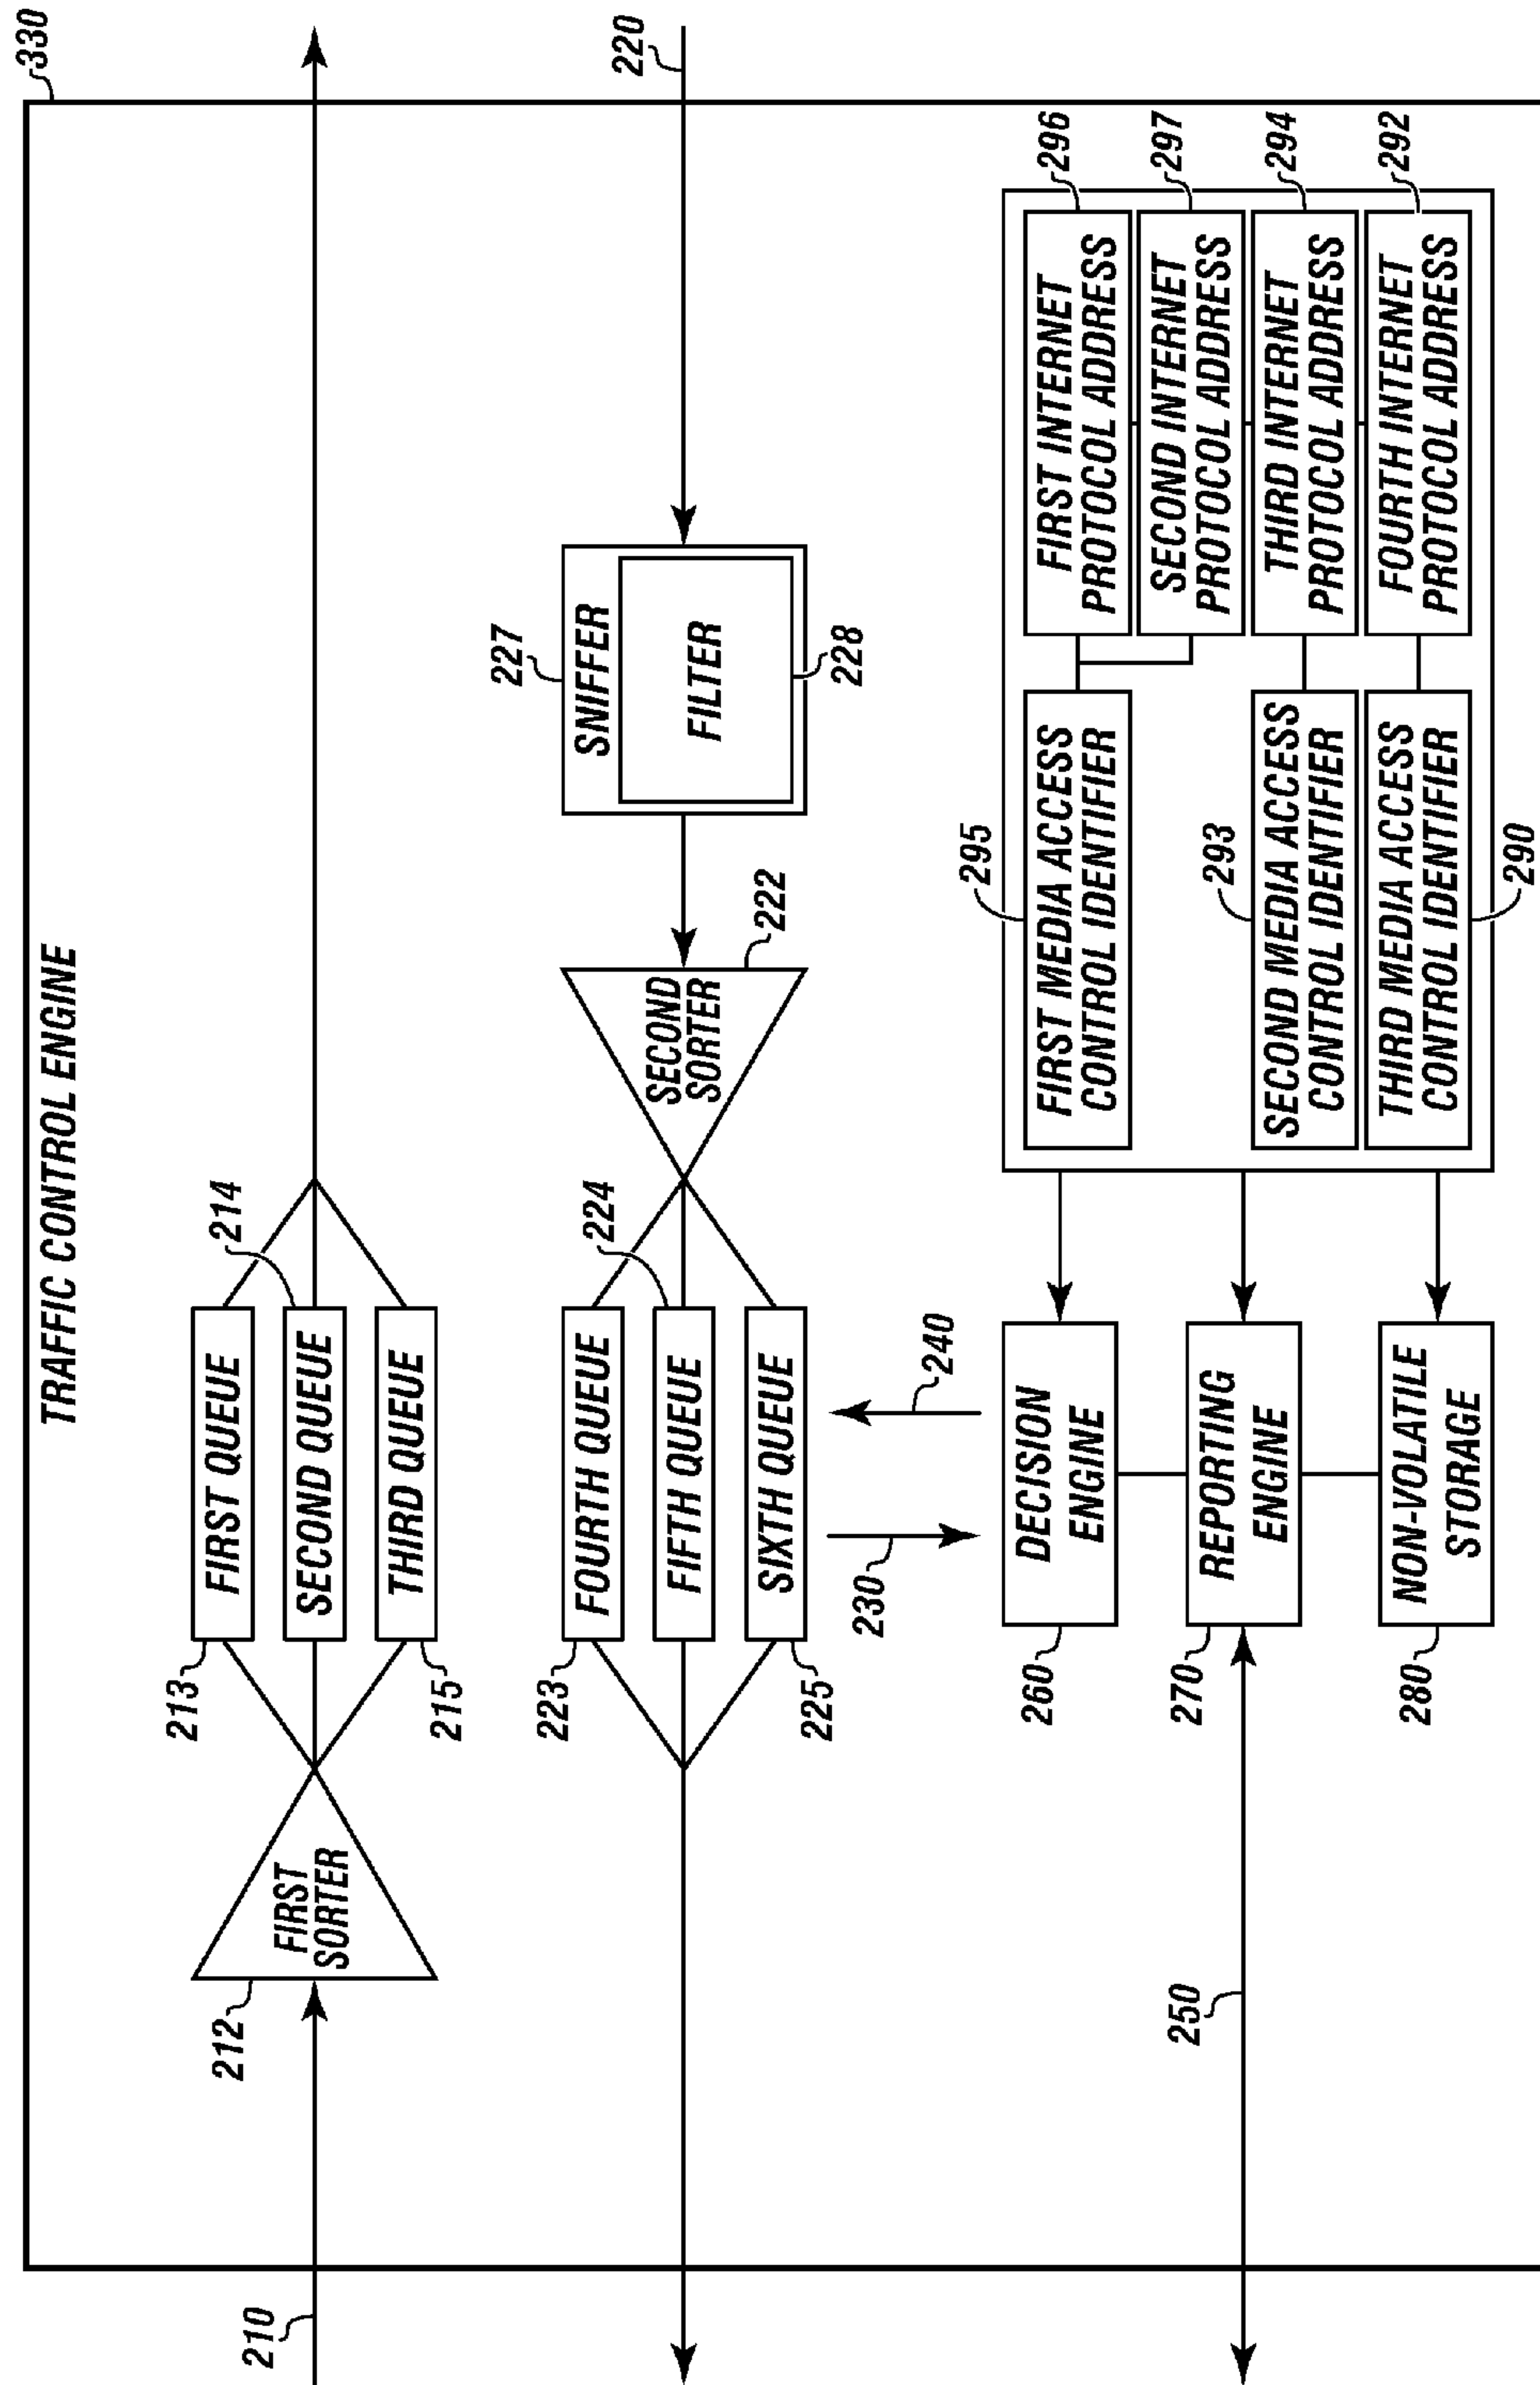 330
TRAFFIC CONTROL ENGINE
210
212
FIRST
SORTER
213
FIRST QUEUE
214
SECOND QUEUE
215
THIRD QUEUE
220
227
SNIFFER
FILTER
228
222
SECOND
SORTER
223
FOURTH QUEUE
224
FIFTH QUEUE
225
SIXTH QUEUE
230
240
250
260
DECISION
ENGINE
270
REPORTING
ENGINE
280
NON-VOLATILE
STORAGE
295
FIRST MEDIA ACCESS
CONTROL IDENTIFIER
293
SECOND MEDIA ACCESS
CONTROL IDENTIFIER
290
THIRD MEDIA ACCESS
CONTROL IDENTIFIER
296
FIRST INTERNET
PROTOCOL ADDRESS
297
SECOND INTERNET
PROTOCOL ADDRESS
294
THIRD INTERNET
PROTOCOL ADDRESS
292
FOURTH INTERNET
PROTOCOL ADDRESS